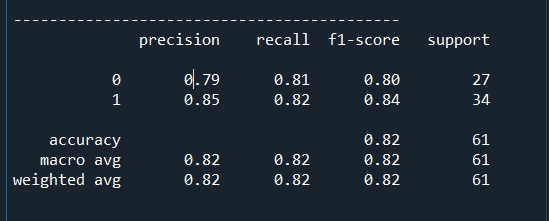 -------------------------------------------
precision recall f1-score support
0 0.79 0.81 0.80 27
1 0.85 0.82 0.84 34
accuracy 0.82 61
macro avg 0.82 0.82 0.82 61
weighted avg 0.82 0.82 0.82 61